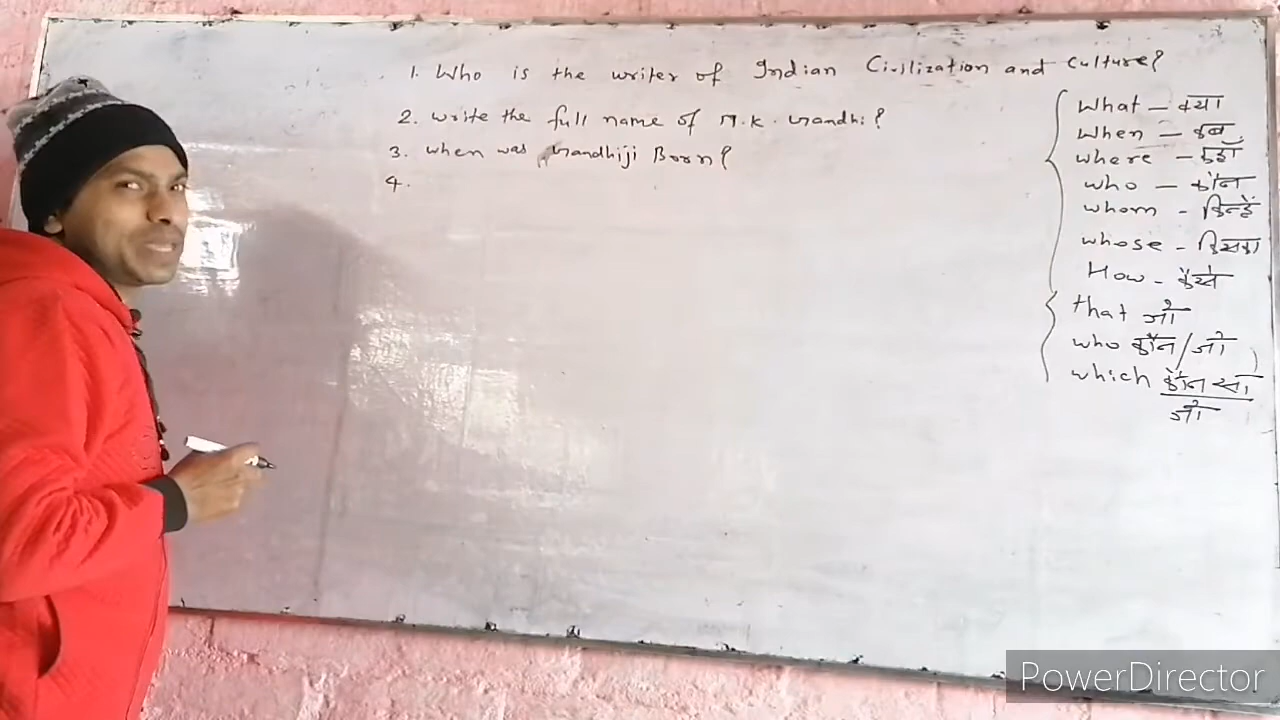 1. Who is the writer of Indian Civilization and Culture?
2. write the full name of M.K. Gandhi?
3. when was Gandhiji Born?
4.
What – क्या
When – कब
where – कहाँ
who – कौन
whom - किन्हें
whose - किसका
How - कैसे
that जो
who कौन/जो
which कौन सा
जो
PowerDirector